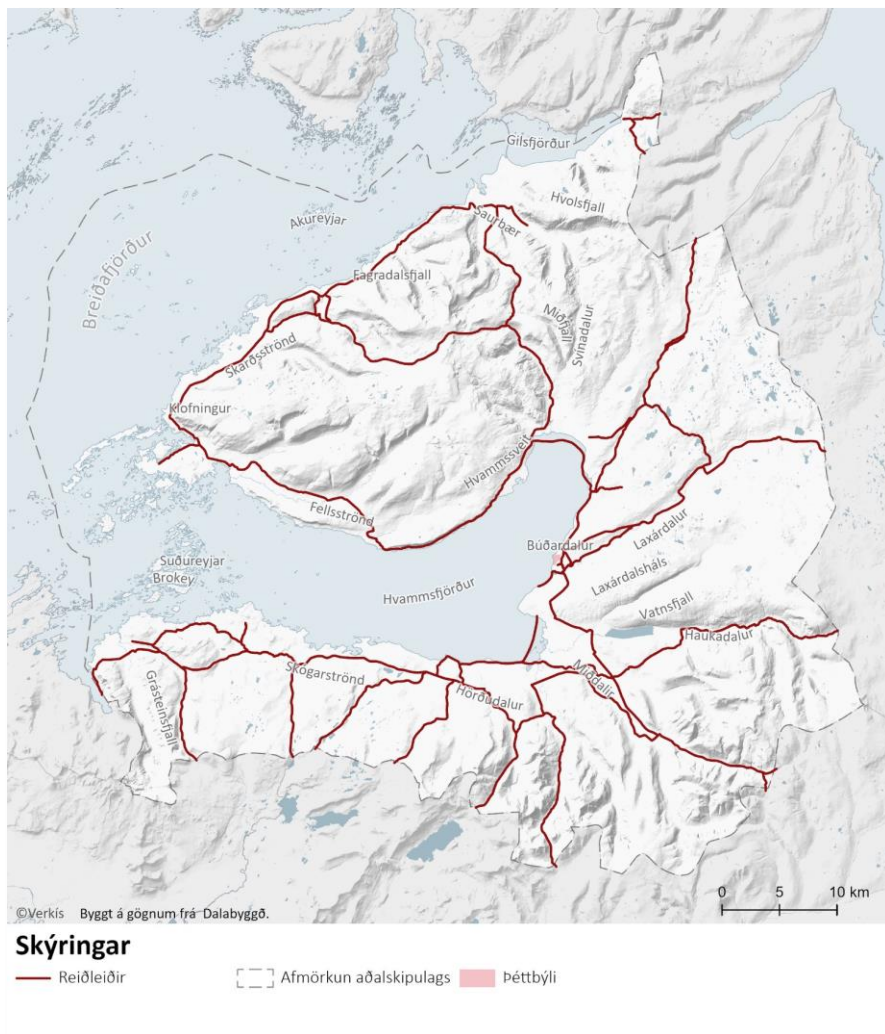 Gilsfjörður
Hvolsfjall
Akureyjar
Saurbær
Breiðafjörður
Fagradalsfjall
Miðfjall
Svínadalur
Skarðsströnd
Klofningur
Hvammssveit
Fellsströnd
Búðardalur
Laxárdalur
Suðureyjar
Brokey
Hvammsfjörður
Laxárdalsháls
Vatnsfjall
Haukadalur
Skógarströnd
Miðdalir
Hörðudalur
Grásteinsfjall
0 5 10 km
©Verkís Byggt á gögnum frá Dalabyggð.
Skýringar
Reiðleiðir Afmörkun aðalskipulags Þéttbýli